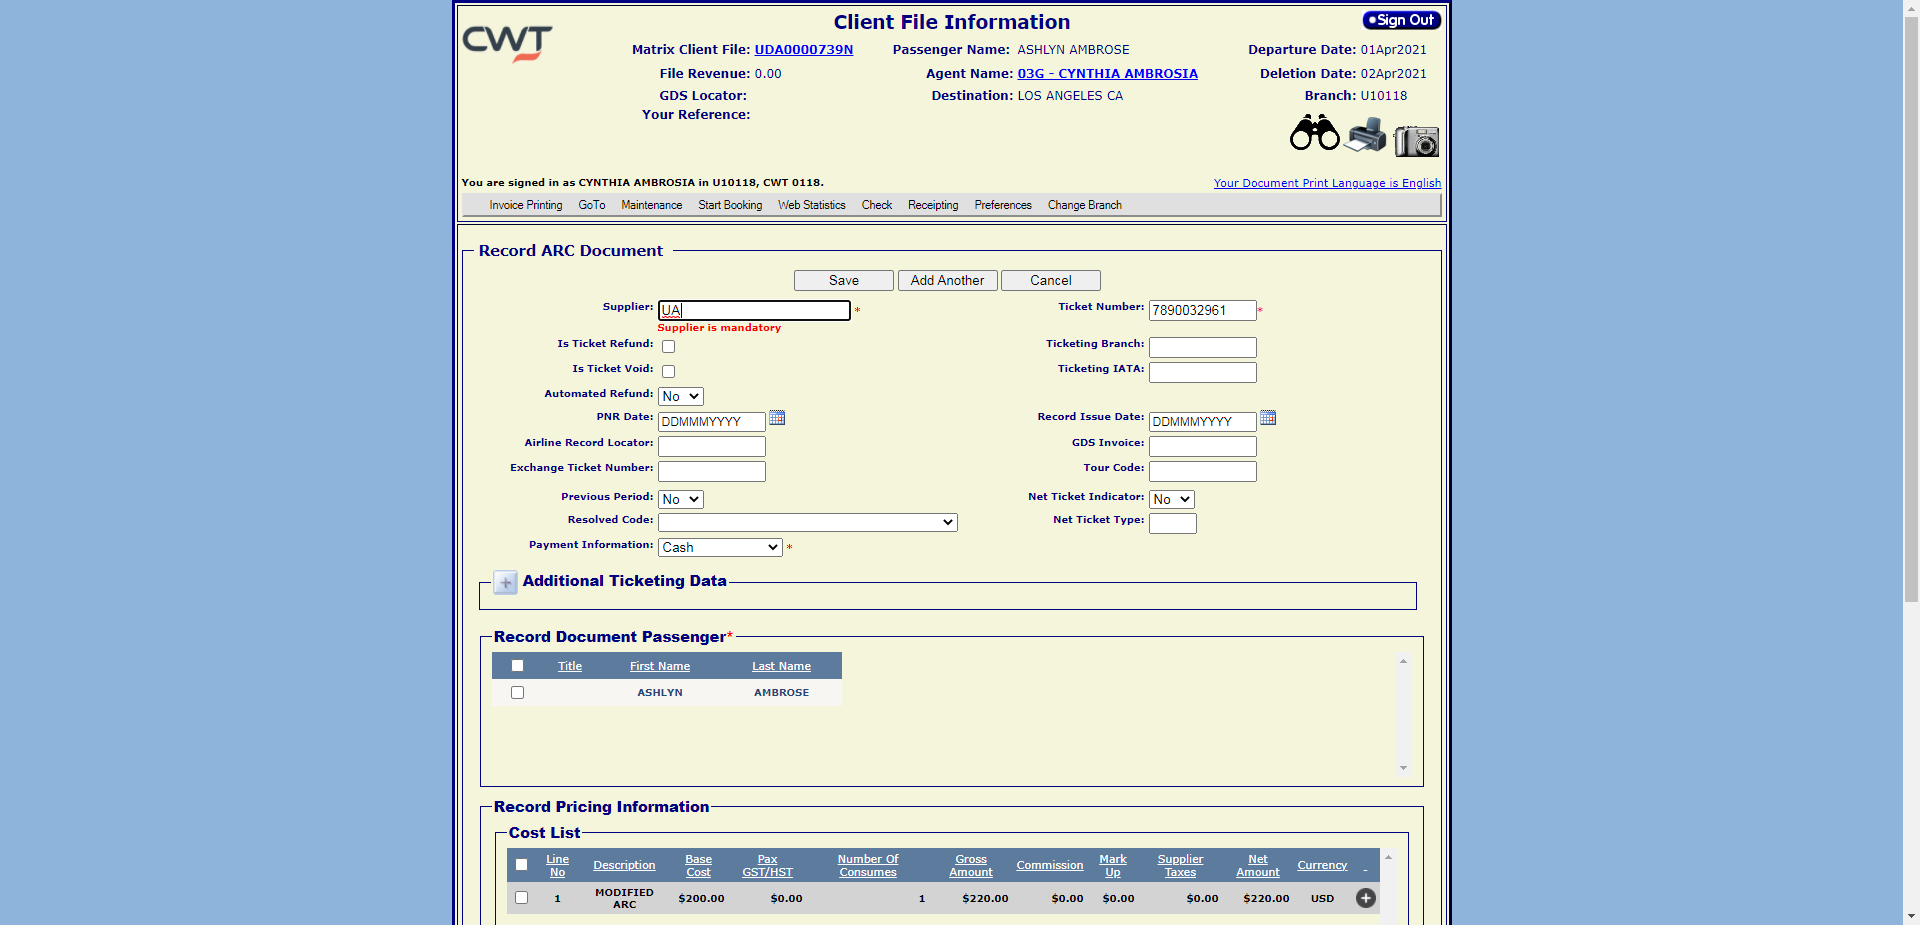 CWT
Client File Information
Sign Out
Matrix Client File: UDA0000739N
Passenger Name: ASHLYN AMBROSE
Departure Date: 01Apr2021
File Revenue: 0.00
Agent Name: 03G - CYNTHIA AMBROSIA
Deletion Date: 02Apr2021
GDS Locator:
Destination: LOS ANGELES CA
Branch: U10118
Your Reference:
You are signed in as CYNTHIA AMBROSIA in U10118, CWT 0118.
Your Document Print Language is English
Invoice Printing GoTo Maintenance Start Booking Web Statistics Check Receipting Preferences Change Branch
Record ARC Document
Save Add Another Cancel
Supplier: UA *
Ticket Number: 7890032961 *
Supplier is mandatory
Is Ticket Refund:
Ticketing Branch:
Is Ticket Void:
Ticketing IATA:
Automated Refund: No
PNR Date: DDMMMYYYY
Record Issue Date: DDMMMYYYY
Airline Record Locator:
GDS Invoice:
Exchange Ticket Number:
Tour Code:
Previous Period: No
Net Ticket Indicator: No
Resolved Code:
Net Ticket Type:
Payment Information: Cash *
+ Additional Ticketing Data
Record Document Passenger*
Title First Name Last Name
ASHLYN AMBROSE
Record Pricing Information
Cost List
Line No Description Base Cost Pax GST/HST Number Of Consumes Gross Amount Commission Mark Up Supplier Taxes Net Amount Currency
1 MODIFIED ARC $200.00 $0.00 1 $220.00 $0.00 $0.00 $0.00 $220.00 USD +